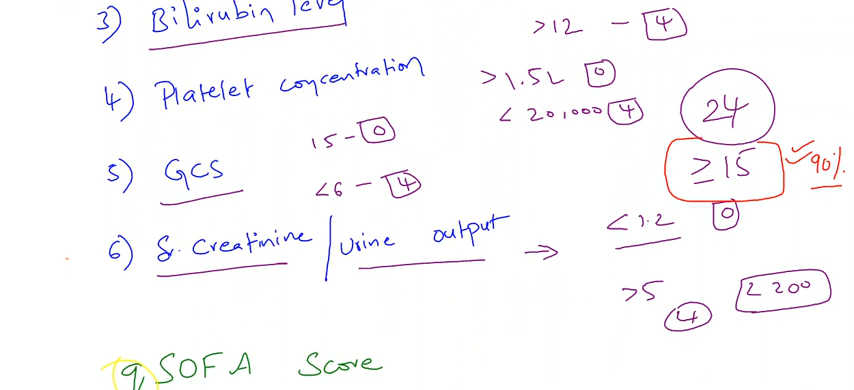 3) Bilirubin level
>12 - 4
4) Platelet concentration
>1.5L 0
<20,000 4
24
15 - 0
≥15 90%
5) GCS
<6 - 4
6) Sr. Creatinine / Urine output →
<1.2 0
>5 4
<200
q SOFA Score